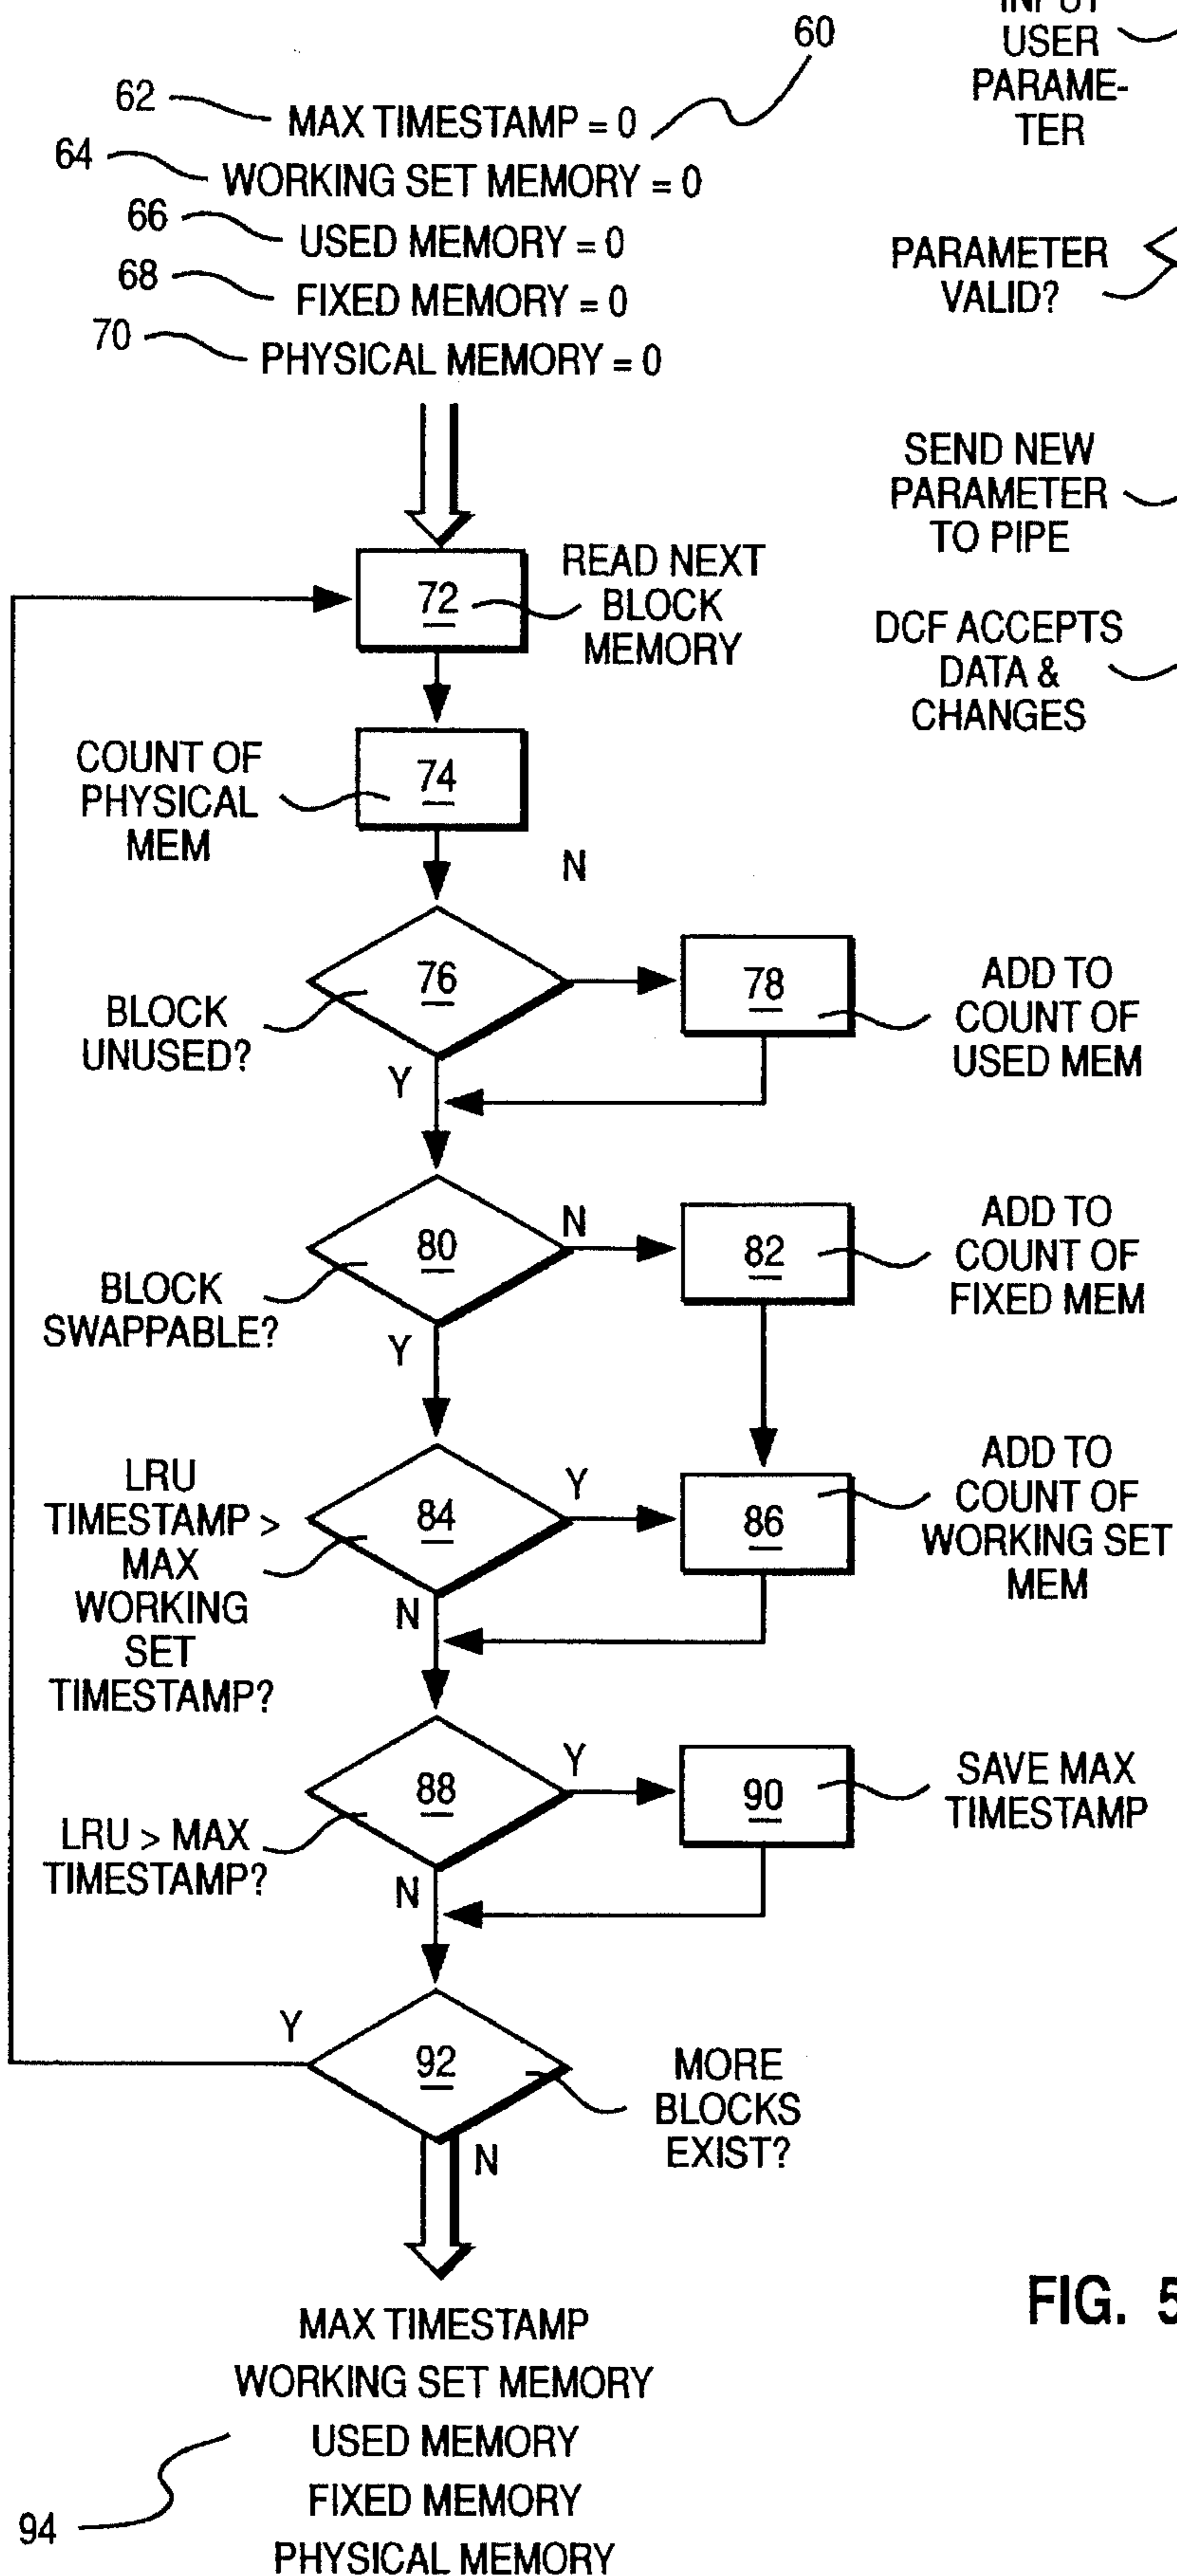 60
62
MAX TIMESTAMP = 0
64
WORKING SET MEMORY = 0
66
USED MEMORY = 0
68
FIXED MEMORY = 0
70
PHYSICAL MEMORY = 0
INPUT
USER
PARAME-
TER
PARAMETER
VALID?
SEND NEW
PARAMETER
TO PIPE
DCF ACCEPTS
DATA &
CHANGES
72
READ NEXT
BLOCK
MEMORY
COUNT OF
PHYSICAL
MEM
74
N
76
BLOCK
UNUSED?
78
ADD TO
COUNT OF
USED MEM
Y
80
N
BLOCK
SWAPPABLE?
82
ADD TO
COUNT OF
FIXED MEM
Y
LRU
TIMESTAMP >
MAX
WORKING
SET
TIMESTAMP?
84
Y
86
ADD TO
COUNT OF
WORKING SET
MEM
N
88
Y
LRU > MAX
TIMESTAMP?
90
SAVE MAX
TIMESTAMP
N
Y
92
MORE
BLOCKS
EXIST?
N
FIG. 5
MAX TIMESTAMP
WORKING SET MEMORY
USED MEMORY
FIXED MEMORY
PHYSICAL MEMORY
94